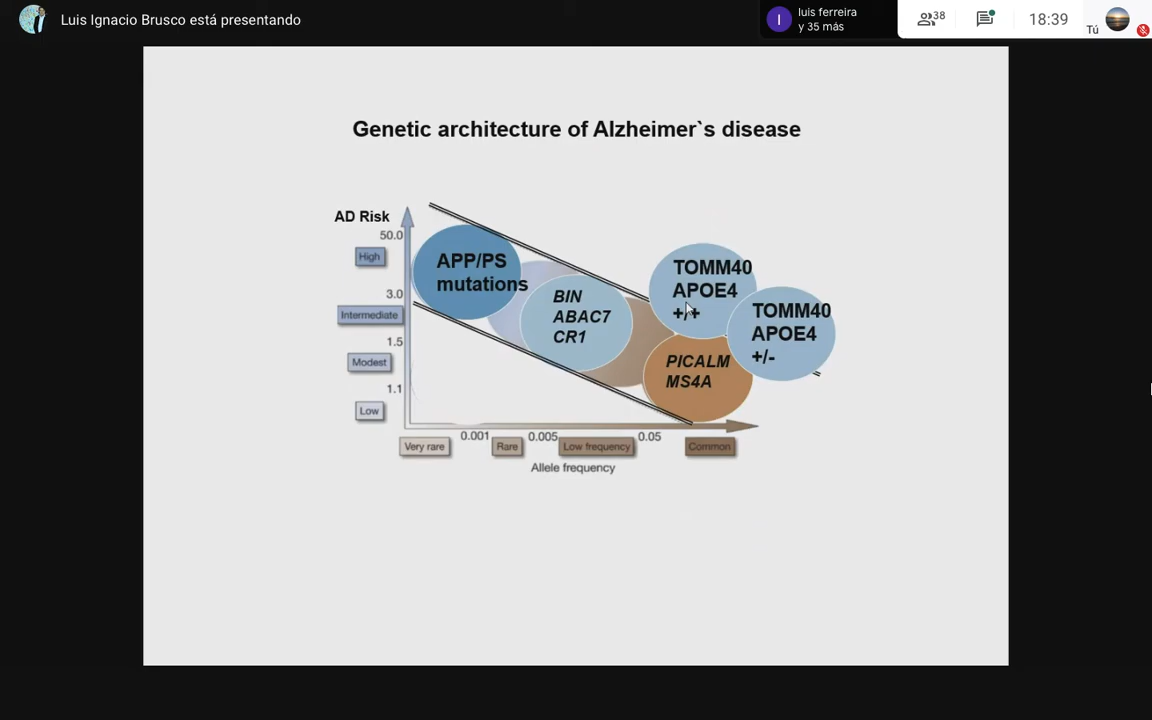 Luis Ignacio Brusco está presentando
luis ferreira
y 35 más
38
18:39
Tú
I
Genetic architecture of Alzheimer`s disease
AD Risk
50.0
High
3.0
Intermediate
1.5
Modest
1.1
Low
APP/PS
mutations
BIN
ABAC7
CR1
TOMM40
APOE4
+/+
TOMM40
APOE4
+/-
PICALM
MS4A
0.001
0.005
0.05
Very rare
Rare
Low frequency
Common
Allele frequency